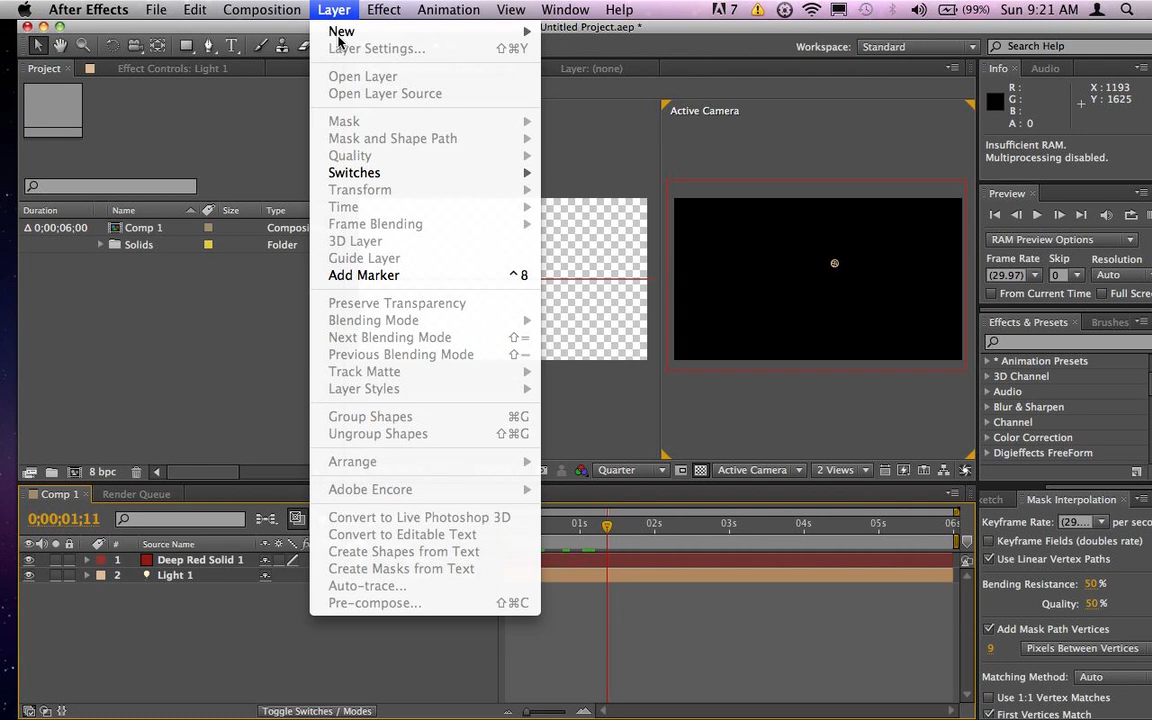 After Effects File Edit Composition Layer Effect Animation View Window Help 7 (99%) Sun 9:21 AM
Untitled Project.aep *
Workspace: Standard Search Help
Project × Effect Controls: Light 1 Layer: (none) Info × Audio
New
Layer Settings... ⇧⌘Y
Open Layer
Open Layer Source
Mask
Mask and Shape Path
Quality
Switches
Transform
Time
Frame Blending
3D Layer
Guide Layer
Add Marker ^8
Preserve Transparency
Blending Mode
Next Blending Mode ⇧=
Previous Blending Mode ⇧−
Track Matte
Layer Styles
Group Shapes ⌘G
Ungroup Shapes ⇧⌘G
Arrange
Adobe Encore
Convert to Live Photoshop 3D
Convert to Editable Text
Create Shapes from Text
Create Masks from Text
Auto-trace...
Pre-compose... ⇧⌘C
Duration Name Size Type
Δ 0;00;06;00 Comp 1 Composi
Solids Folder
8 bpc
Active Camera
Quarter Active Camera 2 Views
R :
G :
B :
A : 0
X : 1193
Y : 1625
Insufficient RAM.
Multiprocessing disabled.
Preview ×
RAM Preview Options
Frame Rate Skip Resolution
(29.97) 0 Auto
From Current Time Full Scre
Effects & Presets × Brushes
* Animation Presets
3D Channel
Audio
Blur & Sharpen
Channel
Color Correction
Digieffects FreeForm
Comp 1 × Render Queue
0;00;01;11
# Source Name
1 Deep Red Solid 1
2 Light 1
01s 02s 03s 04s 05s 06s
Toggle Switches / Modes
ketch Mask Interpolation ×
Keyframe Rate: (29.... per seco
Keyframe Fields (doubles rate)
Use Linear Vertex Paths
Bending Resistance: 50 %
Quality: 50 %
Add Mask Path Vertices
9 Pixels Between Vertices
Matching Method: Auto
Use 1:1 Vertex Matches
First Vertices Match